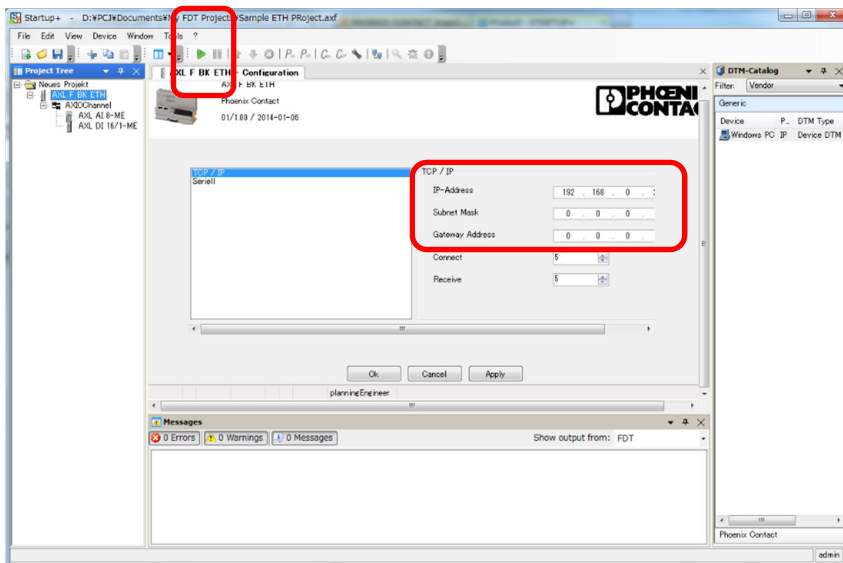 Startup+ - D:¥PCJ¥Documents¥My FDT Projects¥Sample ETH PRoject.axf
File Edit View Device Window Tools ?
Project Tree
Neues Projekt
AXL F BK ETH
AXIOChannel
AXL AI 8-ME
AXL DI 16/1-ME
AXL F BK ETH - Configuration
AXL F BK ETH
Phoenix Contact
01/1.00 / 2014-01-06
PHŒNI
CONTA
TCP / IP
Seriell
TCP / IP
IP-Address 192 . 168 . 0 .
Subnet Mask 0 . 0 . 0 .
Gateway Address 0 . 0 . 0 .
Connect 5
Receive 5
Ok Cancel Apply
planningEngineer
Messages
0 Errors 0 Warnings 0 Messages
Show output from: FDT
DTM-Catalog
Filter: Vendor
Generic
Device P... DTM Type
Windows PC IP Device DTM
Phoenix Contact
admin